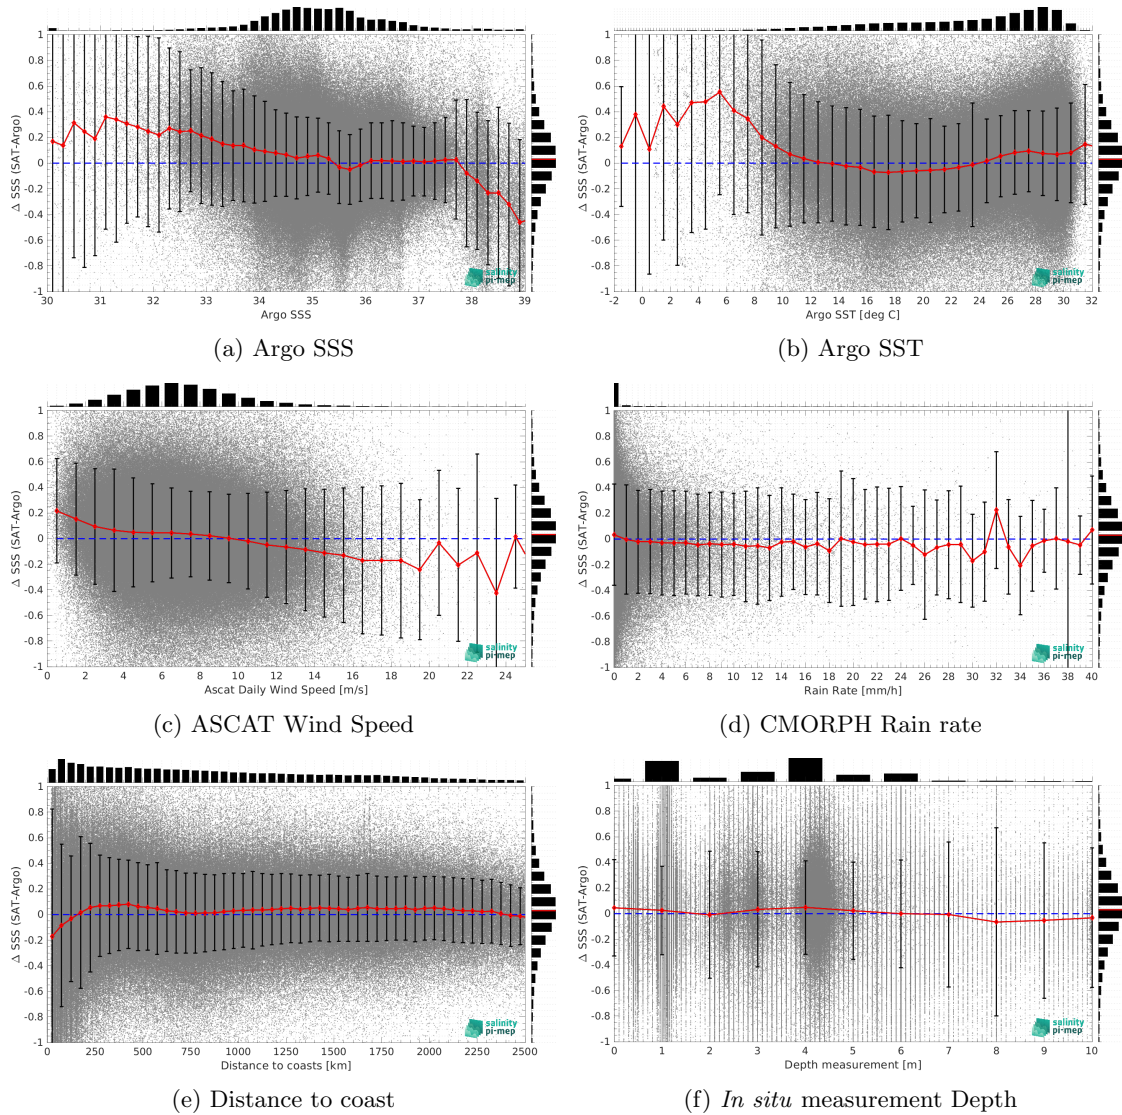 1
0.8
0.6
0.4
0.2
0
-0.2
-0.4
-0.6
-0.8
-1
Δ SSS (SAT-Argo)
30 31 32 33 34 35 36 37 38 39
Argo SSS
salinity
pi-mep
(a) Argo SSS
1
0.8
0.6
0.4
0.2
0
-0.2
-0.4
-0.6
-0.8
-1
Δ SSS (SAT-Argo)
-2 0 2 4 6 8 10 12 14 16 18 20 22 24 26 28 30 32
Argo SST [deg C]
salinity
pi-mep
(b) Argo SST
1
0.8
0.6
0.4
0.2
0
-0.2
-0.4
-0.6
-0.8
-1
Δ SSS (SAT-Argo)
0 2 4 6 8 10 12 14 16 18 20 22 24
Ascat Daily Wind Speed [m/s]
salinity
pi-mep
(c) ASCAT Wind Speed
1
0.8
0.6
0.4
0.2
0
-0.2
-0.4
-0.6
-0.8
-1
Δ SSS (SAT-Argo)
0 2 4 6 8 10 12 14 16 18 20 22 24 26 28 30 32 34 36 38 40
Rain Rate [mm/h]
salinity
pi-mep
(d) CMORPH Rain rate
1
0.8
0.6
0.4
0.2
0
-0.2
-0.4
-0.6
-0.8
-1
Δ SSS (SAT-Argo)
0 250 500 750 1000 1250 1500 1750 2000 2250 2500
Distance to coasts [km]
salinity
pi-mep
(e) Distance to coast
1
0.8
0.6
0.4
0.2
0
-0.2
-0.4
-0.6
-0.8
-1
Δ SSS (SAT-Argo)
0 1 2 3 4 5 6 7 8 9 10
Depth measurement [m]
salinity
pi-mep
(f) In situ measurement Depth